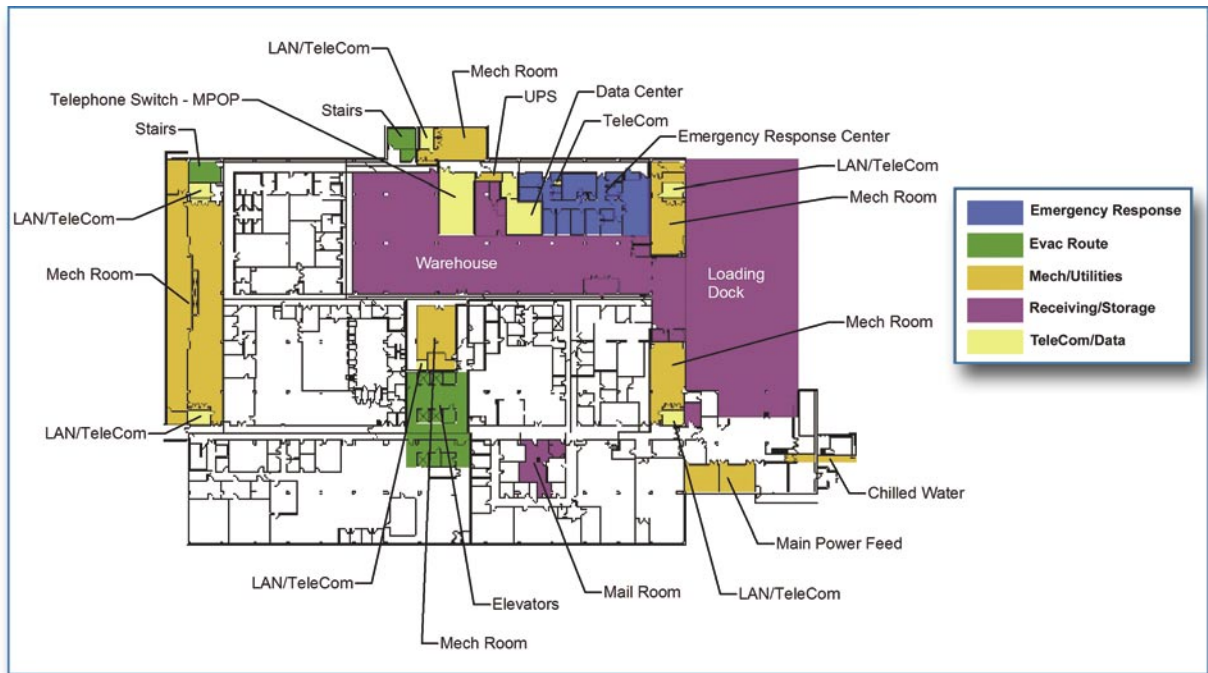 LAN/TeleCom
Mech Room
Telephone Switch - MPOP
UPS
Data Center
Stairs
TeleCom
Stairs
Emergency Response Center
LAN/TeleCom
LAN/TeleCom
Mech Room
Mech Room
Warehouse
Loading
Dock
Mech Room
LAN/TeleCom
Chilled Water
Main Power Feed
LAN/TeleCom
Mail Room
LAN/TeleCom
Elevators
Mech Room
Emergency Response
Evac Route
Mech/Utilities
Receiving/Storage
TeleCom/Data